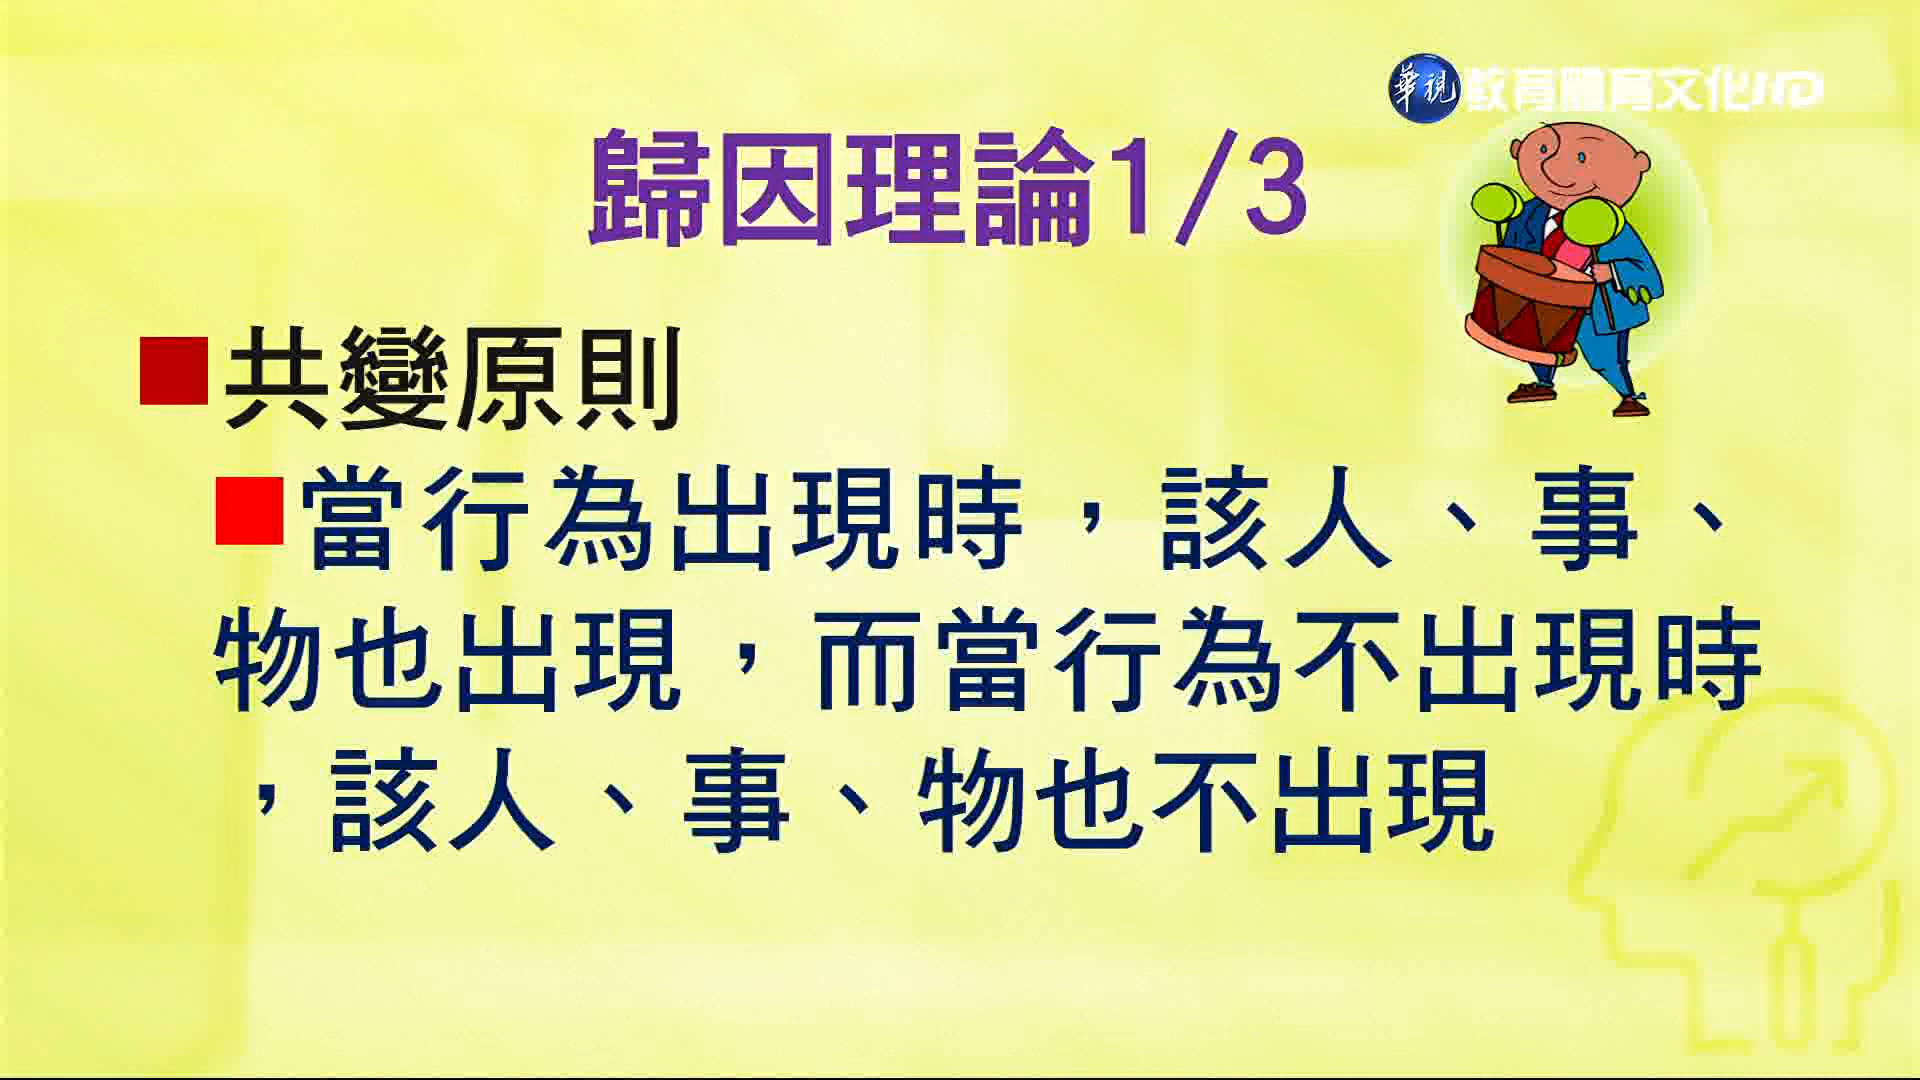 華視 教育體育文化HD
歸因理論1/3
共變原則
當行為出現時，該人、事、
物也出現，而當行為不出現時
，該人、事、物也不出現